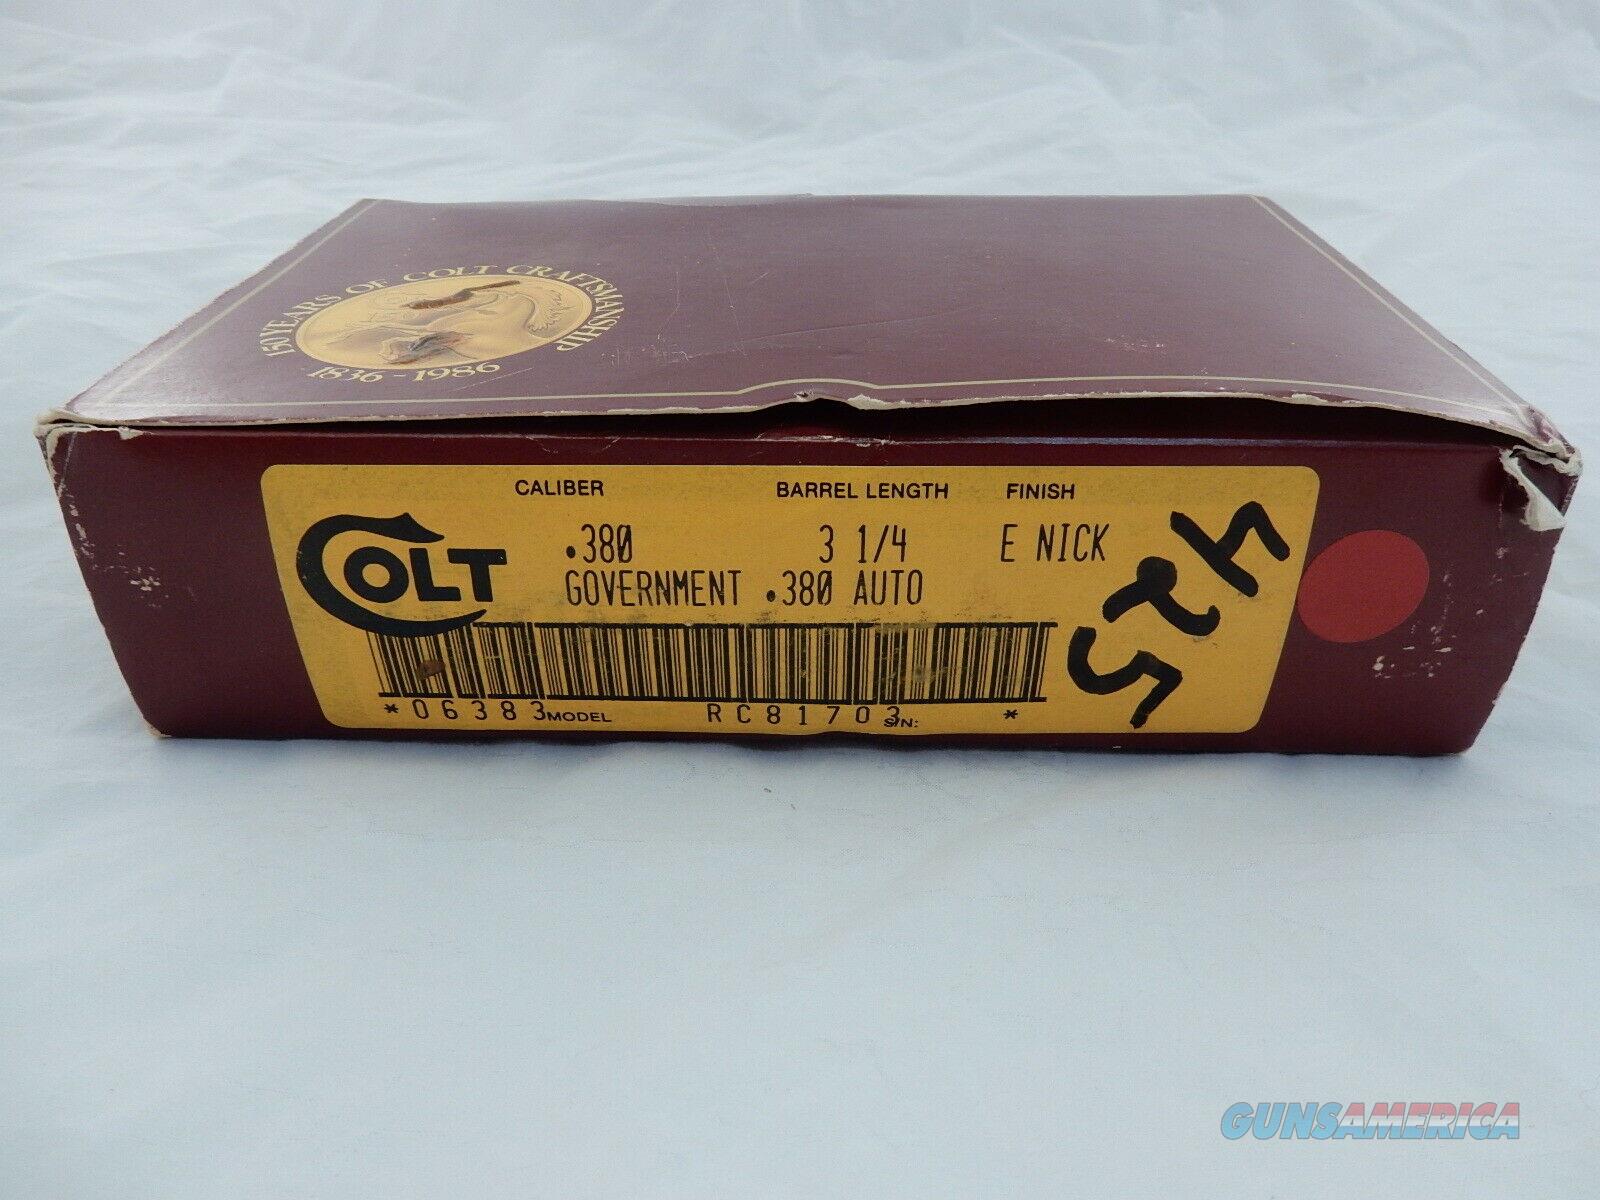 150 YEARS OF COLT CRAFTSMANSHIP
1836 - 1986
CALIBER BARREL LENGTH FINISH
COLT
.380 3 1/4 E NICK
GOVERNMENT .380 AUTO
*06383 MODEL RC81703 S/N: *
425
GUNSAMERICA